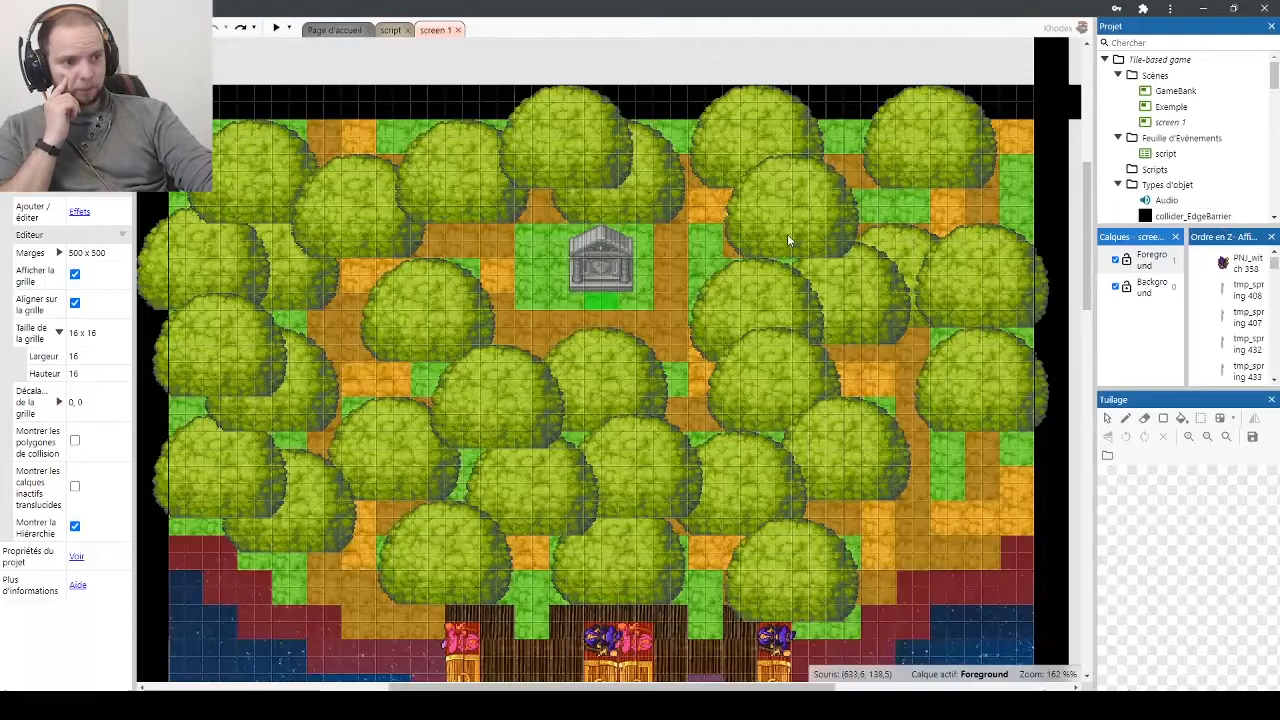 Page d'accueil
script
screen 1
Khodex
Projet
Chercher
Tile-based game
Scènes
GameBank
Exemple
screen 1
Feuille d'Evénements
script
Scripts
Types d'objet
Audio
collider_EdgeBarrier
Calques - scree...
Ordre en Z- Affi...
Foregro
und
1
Backgro
und
0
PNJ_wit
ch 358
tmp_spr
ing 408
tmp_spr
ing 407
tmp_spr
ing 432
tmp_spr
ing 433
Tuilage
Ajouter /
éditer
Effets
Editeur
Marges
500 x 500
Afficher la
grille
Aligner sur
la grille
Taille de
la grille
16 x 16
Largeur
16
Hauteur
16
Décala...
de la
grille
0, 0
Montrer les
polygones
de collision
Montrer les
calques
inactifs
translucides
Montrer la
Hiérarchie
Propriétés du
projet
Voir
Plus
d'informations
Aide
Souris: (633,6, 138,5)
Calque actif: Foreground
Zoom: 162 %%